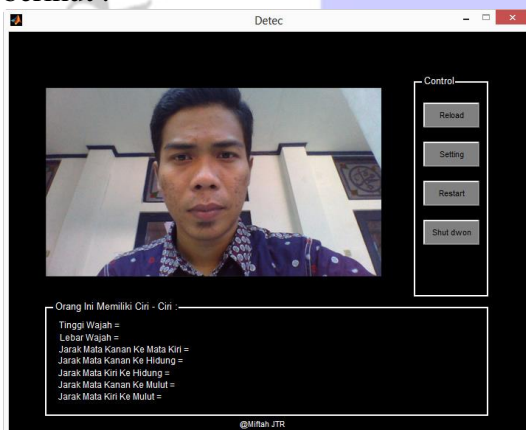 Detec
Control
Reload
Setting
Restart
Shut dwon
Orang Ini Memiliki Ciri - Ciri :
Tinggi Wajah =
Lebar Wajah =
Jarak Mata Kanan Ke Mata Kiri =
Jarak Mata Kanan Ke Hidung =
Jarak Mata Kiri Ke Hidung =
Jarak Mata Kanan Ke Mulut =
Jarak Mata Kiri Ke Mulut =
@Miftah JTR